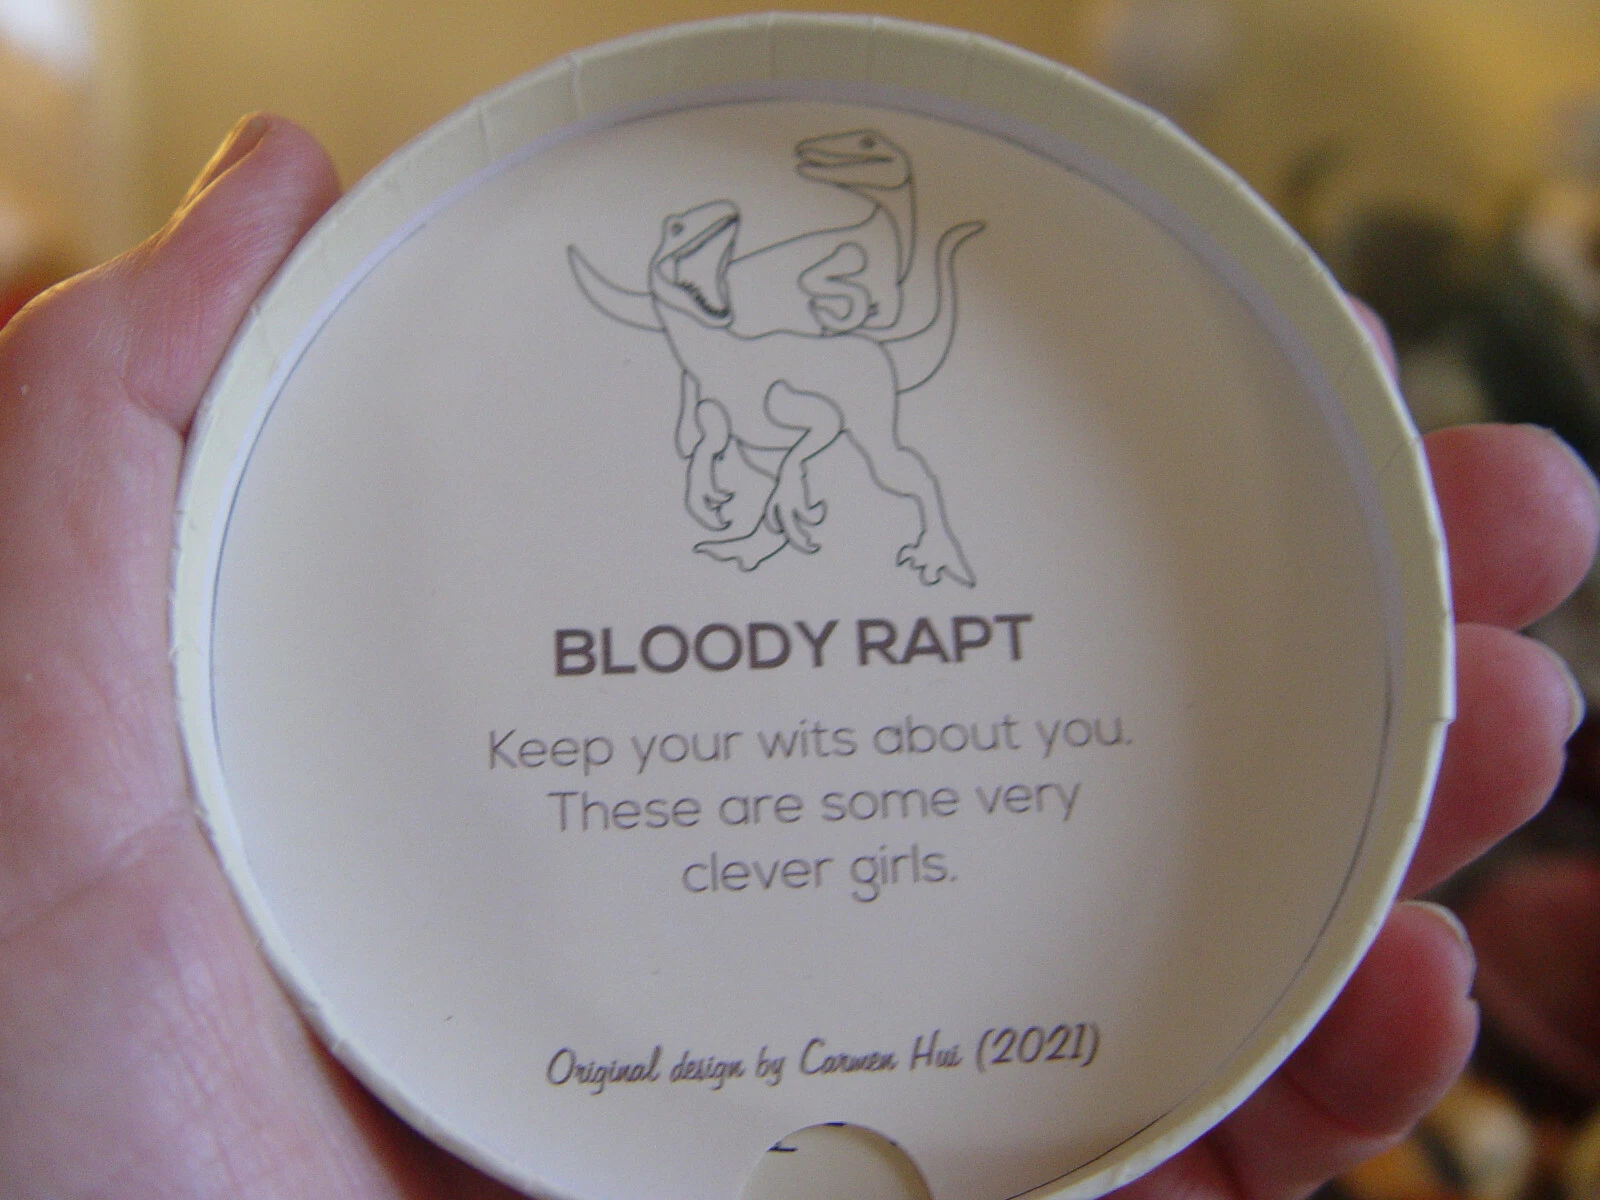 BLOODY RAPT
Keep your wits about you.
These are some very
clever girls.
Original design by Carmen Hui (2021)